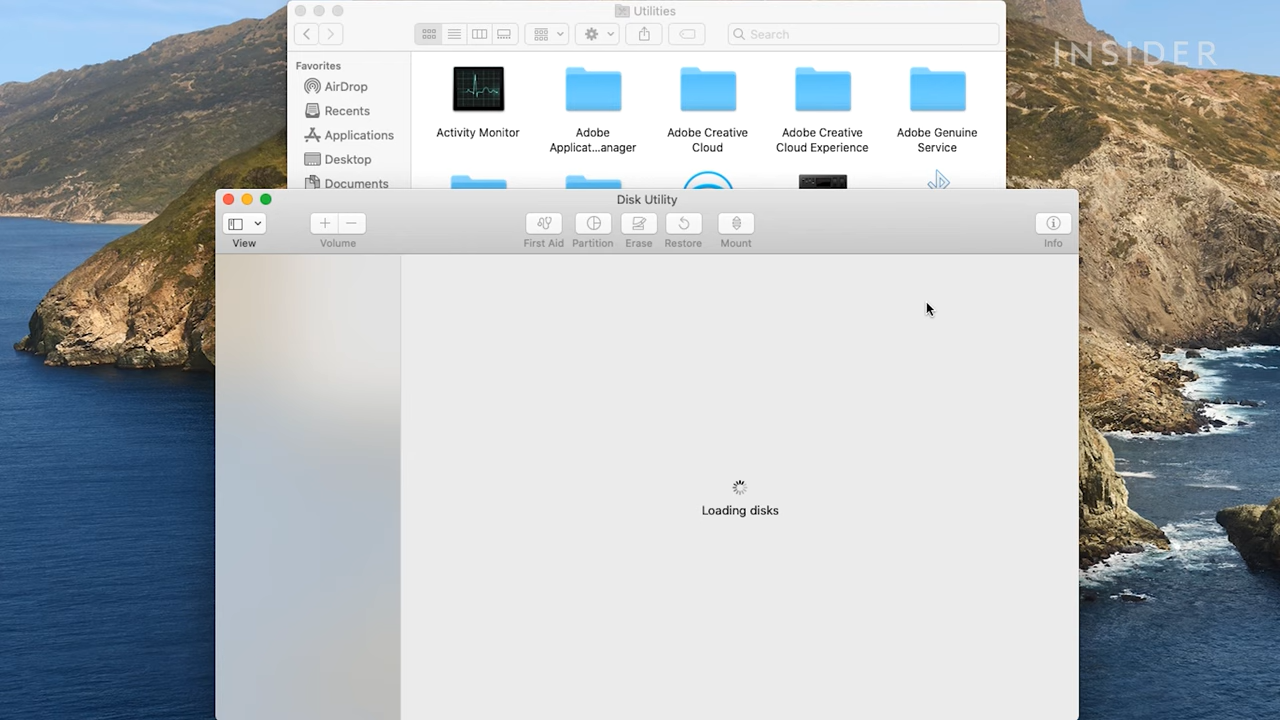 Utilities
Search
INSIDER
Favorites
AirDrop
Recents
Applications
Desktop
Documents
Activity Monitor
Adobe
Applicat...anager
Adobe Creative
Cloud
Adobe Creative
Cloud Experience
Adobe Genuine
Service
Disk Utility
View
Volume
First Aid
Partition
Erase
Restore
Mount
Info
Loading disks